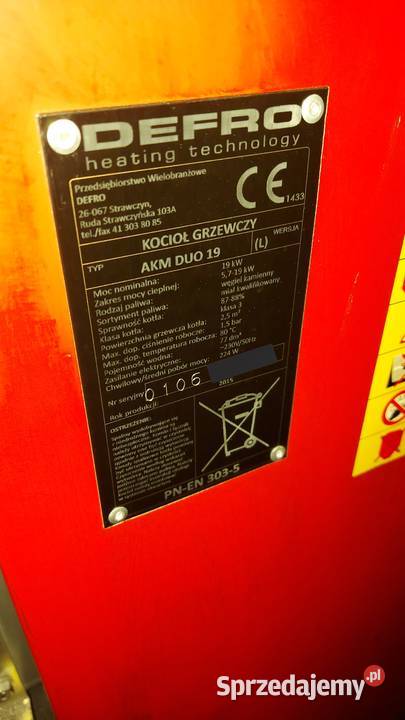 DEFRO
heating technology
Przedsiębiorstwo Wielobranżowe
DEFRO
26-067 Strawczyn,
Ruda Strawczyńska 103A
tel./fax 41 303 80 85
CE 1433
KOCIOŁ GRZEWCZY
TYP AKM DUO 19 (L) WERSJA
Moc nominalna: 19 kW
Zakres mocy cieplnej: 5,7-19 kW
Rodzaj paliwa: węgiel kamienny
Sortyment paliwa: miał kwalifikowany
Sprawność kotła: 87-88%
Klasa kotła: klasa 3
Powierzchnia grzewcza kotła: 2,5 m²
Max. dop. ciśnienie robocze: 1,5 bar
Max. dop. temperatura robocza: 80 °C
Pojemność wodna: 77 dm³
Zasilanie elektryczne: ~230V/50Hz
Chwilowy/średni pobór mocy: 224 W
Nr seryjny 0106
Rok produkcji: 2015
OSTRZEŻENIE:
PN-EN 303-5
Sprzedajemy.pl